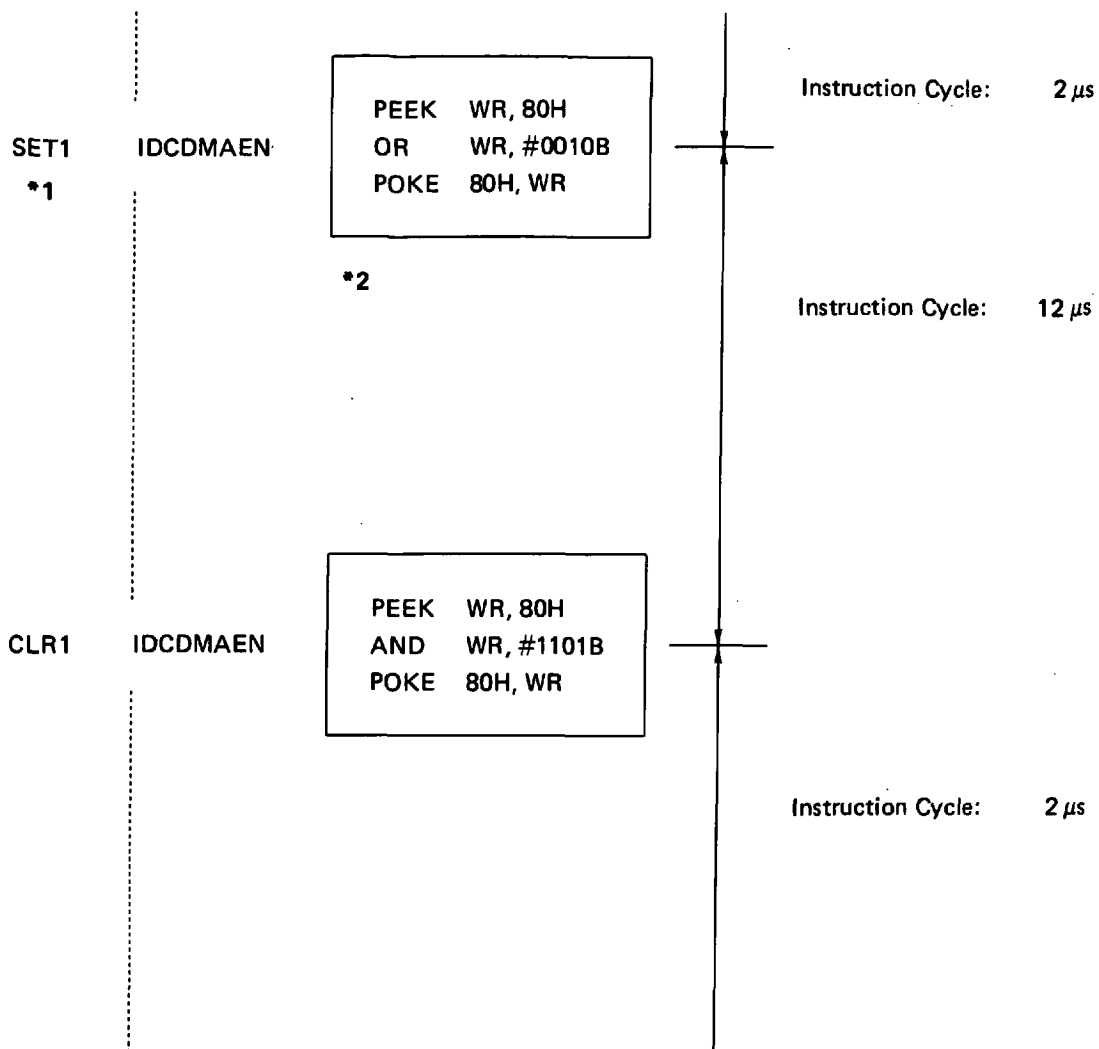 Instruction Cycle: 2 μs
PEEK WR, 80H
SET1 IDCDMAEN OR WR, #0010B
*1 POKE 80H, WR
*2
Instruction Cycle: 12 μs
PEEK WR, 80H
CLR1 IDCDMAEN AND WR, #1101B
POKE 80H, WR
Instruction Cycle: 2 μs